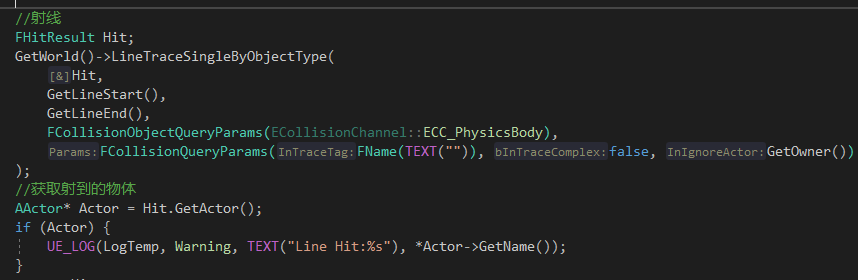 //射线
FHitResult Hit;
GetWorld()->LineTraceSingleByObjectType(
[&]Hit,
GetLineStart(),
GetLineEnd(),
FCollisionObjectQueryParams(ECollisionChannel::ECC_PhysicsBody),
Params:FCollisionQueryParams(InTraceTag:FName(TEXT("")), bInTraceComplex:false, InIgnoreActor:GetOwner())
);
//获取射到的物体
AActor* Actor = Hit.GetActor();
if (Actor) {
UE_LOG(LogTemp, Warning, TEXT("Line Hit:%s"), *Actor->GetName());
}